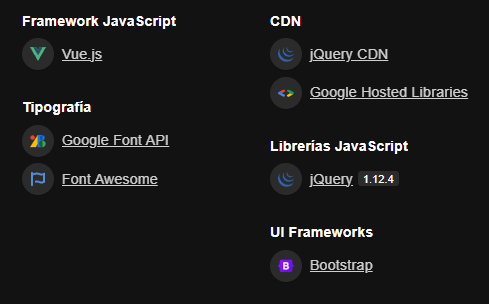 Framework JavaScript
Vue.js
Tipografía
Google Font API
Font Awesome
CDN
jQuery CDN
Google Hosted Libraries
Librerías JavaScript
jQuery 1.12.4
UI Frameworks
Bootstrap